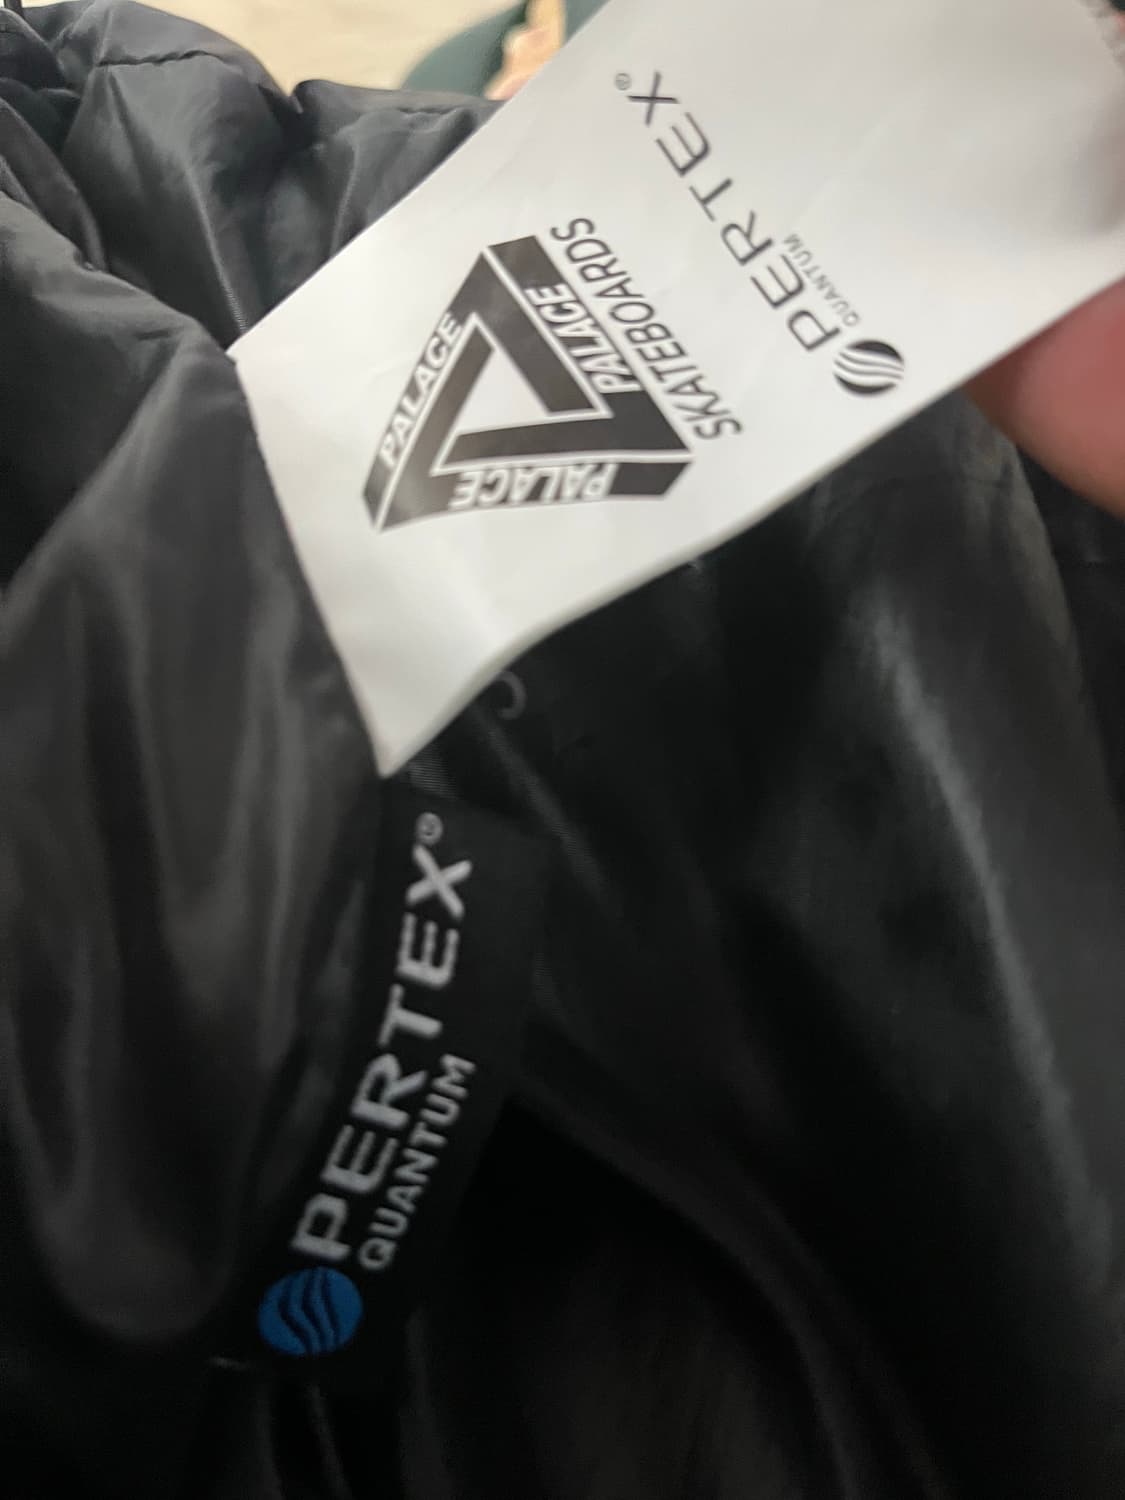 PALACE
PALACE
PALACE
SKATEBOARDS
PERTEX®
QUANTUM
PERTEX®
QUANTUM